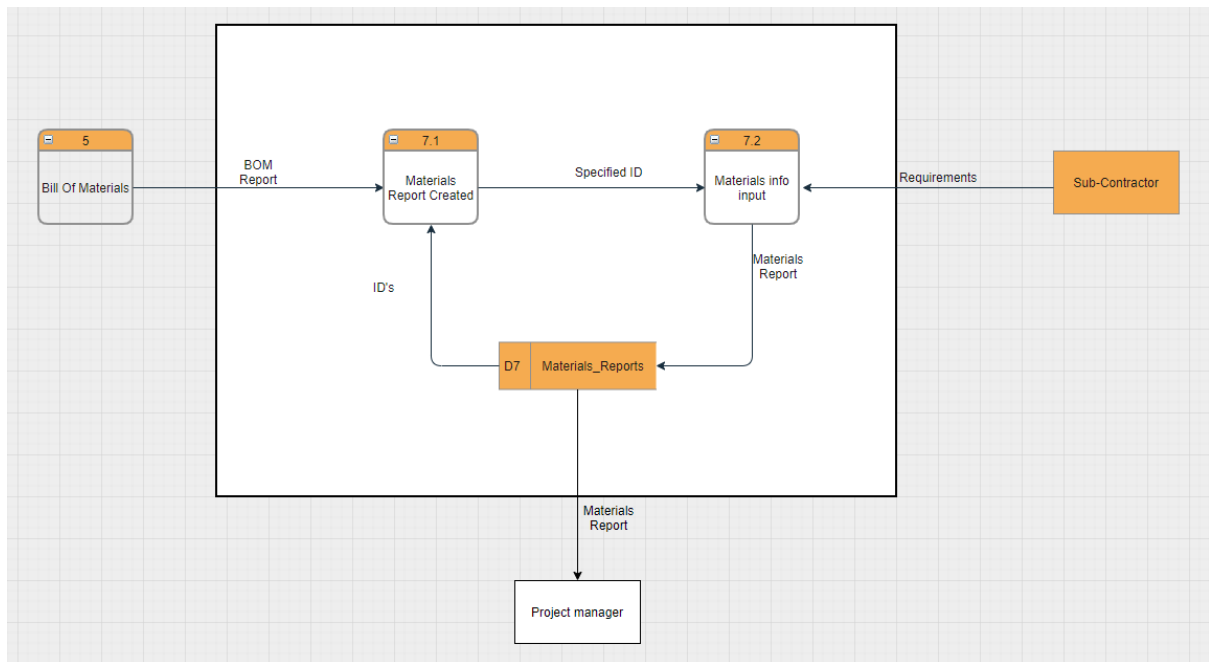 5
Bill Of Materials
BOM
Report
7.1
Materials
Report Created
Specified ID
7.2
Materials info
input
Requirements
Sub-Contractor
ID's
Materials
Report
D7
Materials_Reports
Materials
Report
Project manager